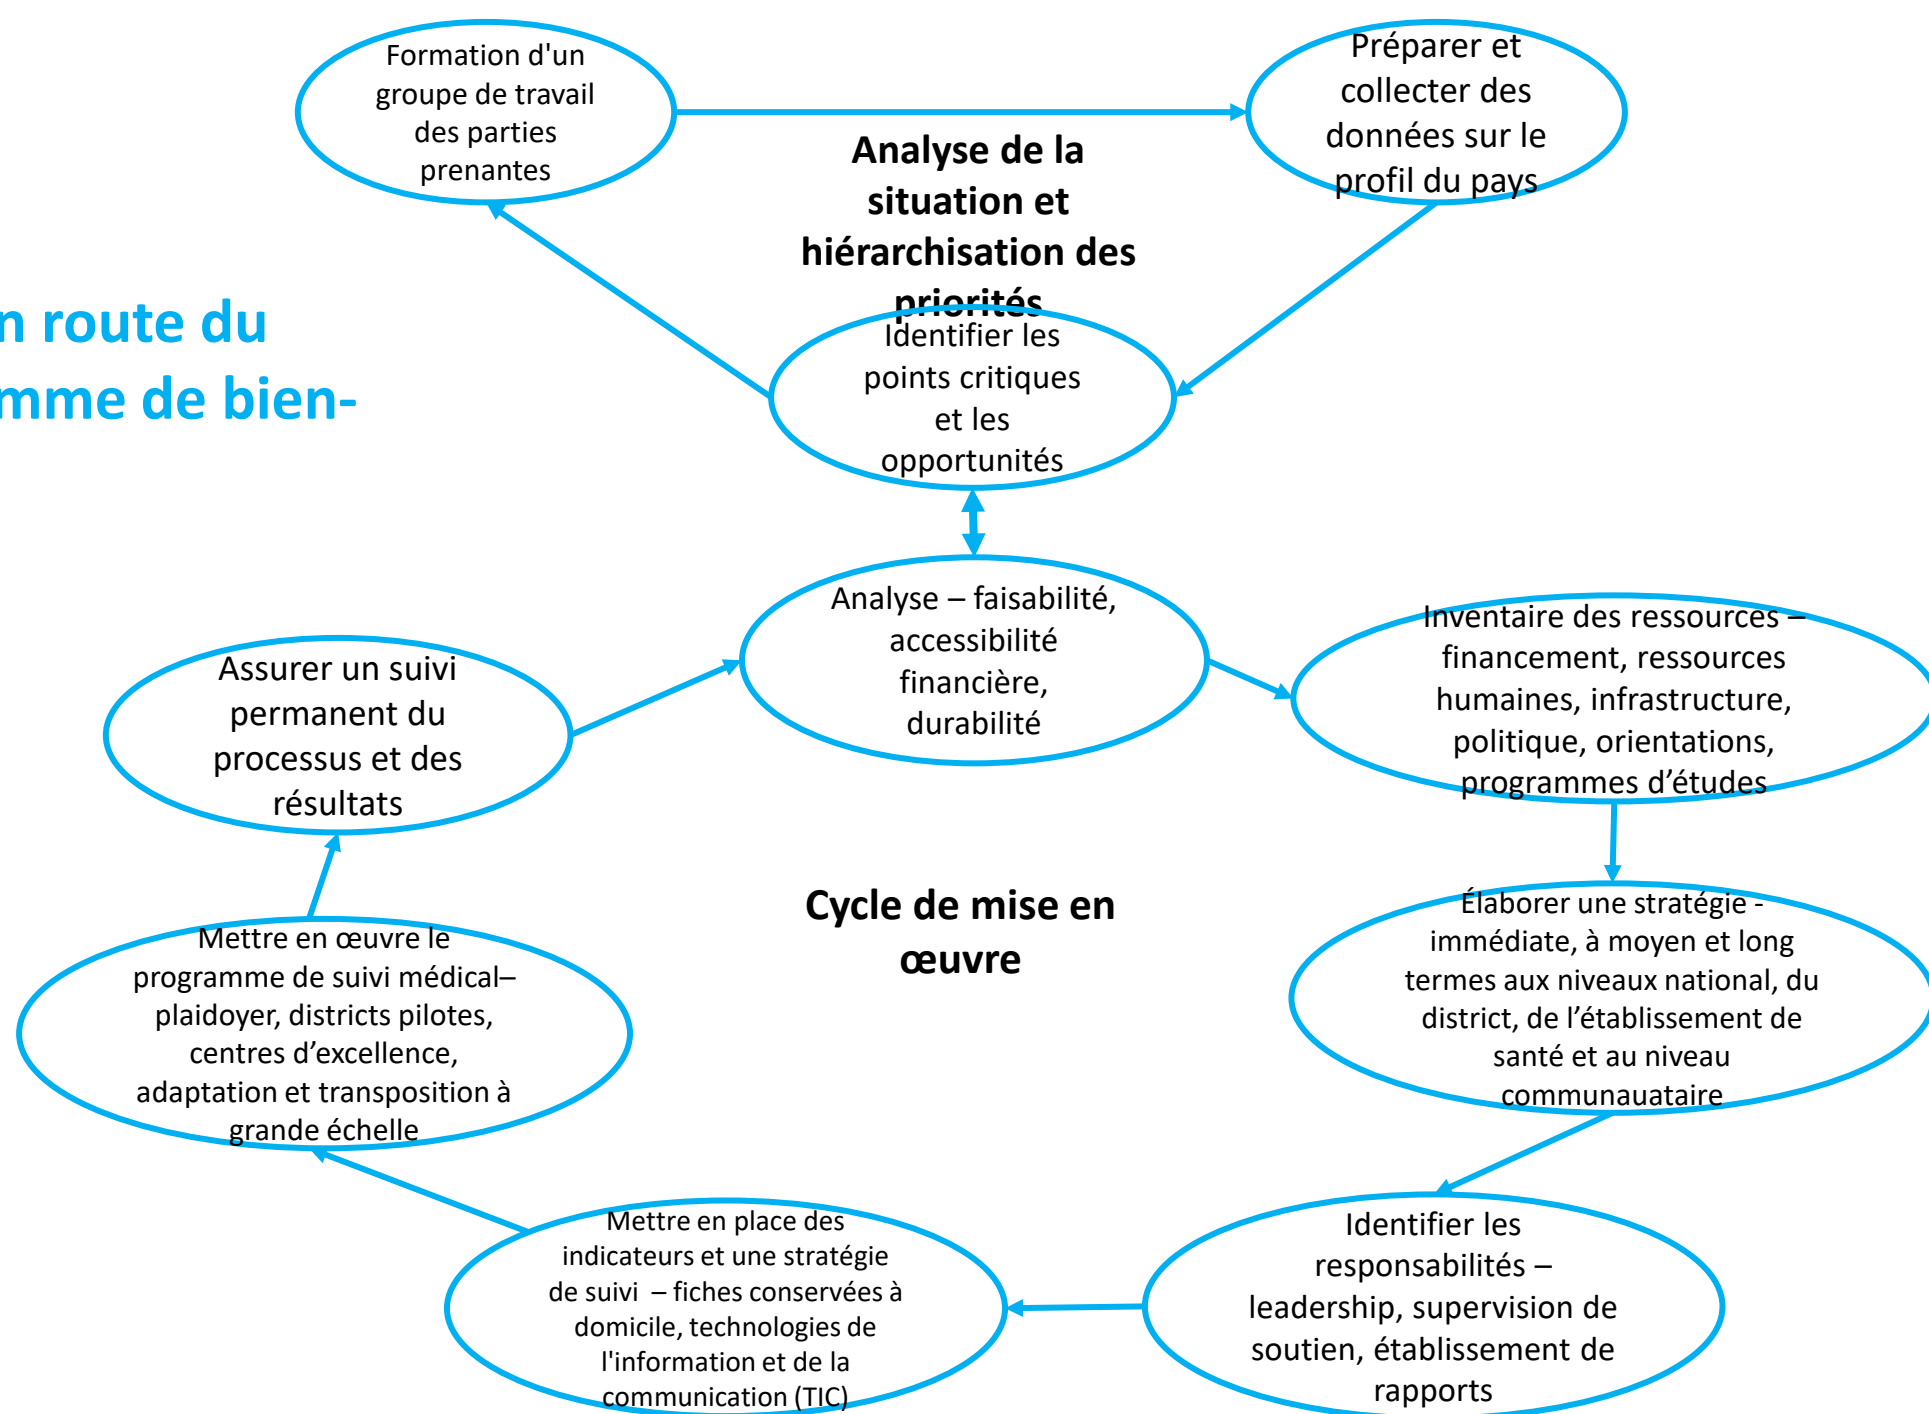 Formation d'un
groupe de travail
des parties
prenantes
Préparer et
collecter des
données sur le
profil du pays
Analyse de la
situation et
hiérarchisation des
priorités
n route du
mme de bien-
Identifier les
points critiques
et les
opportunités
Analyse – faisabilité,
accessibilité
financière,
durabilité
Inventaire des ressources –
financement, ressources
humaines, infrastructure,
politique, orientations,
programmes d’études
Assurer un suivi
permanent du
processus et des
résultats
Cycle de mise en
œuvre
Élaborer une stratégie -
immédiate, à moyen et long
termes aux niveaux national, du
district, de l’établissement de
santé et au niveau
communauataire
Mettre en œuvre le
programme de suivi médical–
plaidoyer, districts pilotes,
centres d’excellence,
adaptation et transposition à
grande échelle
Mettre en place des
indicateurs et une stratégie
de suivi – fiches conservées à
domicile, technologies de
l'information et de la
communication (TIC)
Identifier les
responsabilités –
leadership, supervision de
soutien, établissement de
rapports